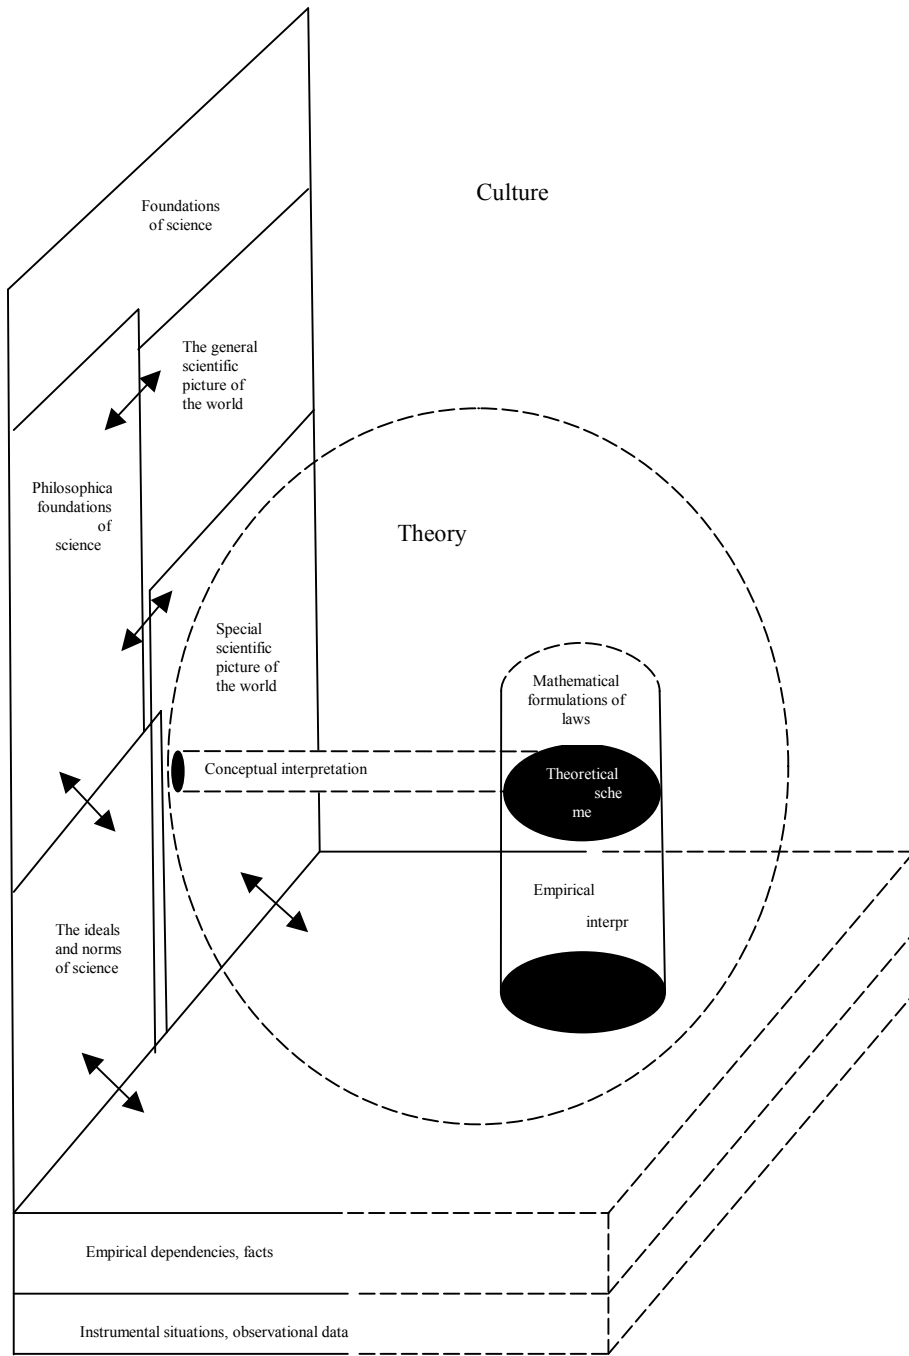 Culture
Foundations
of science
The general
scientific
picture of
the world
Philosophica
foundations
of
science
Theory
Special
scientific
picture of
the world
Mathematical
formulations of
laws
Conceptual interpretation
Theoretical
sche
me
Empirical
interpr
The ideals
and norms
of science
Empirical dependencies, facts
Instrumental situations, observational data